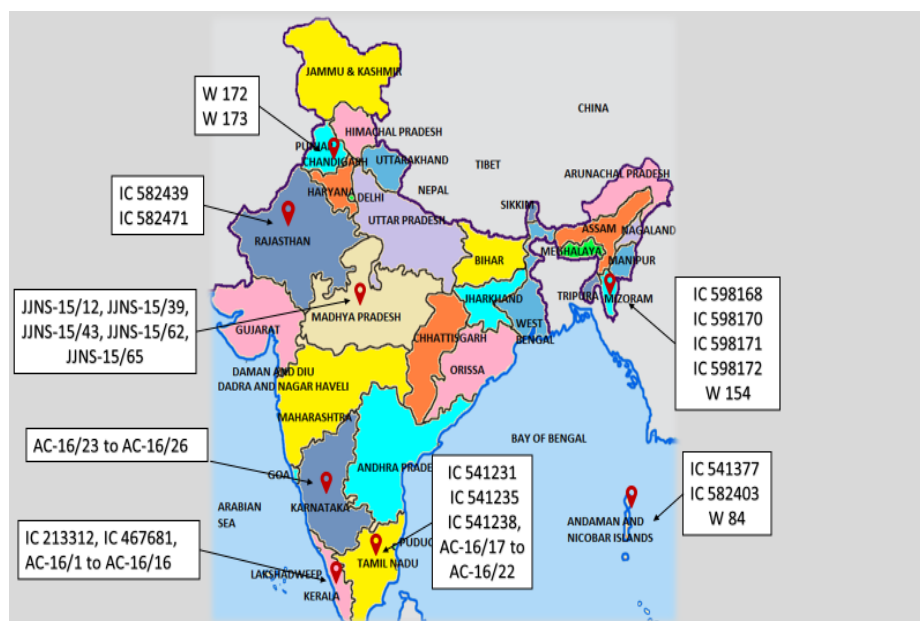 JAMMU & KASHMIR
W 172
W 173
CHINA
HIMACHAL PRADESH
CHANDIGARH
UTTARAKHAND
TIBET
ARUNACHAL PRADESH
IC 582439
IC 582471
HARYANA
DELHI
NEPAL
SIKKIM
UTTAR PRADESH
ASSAM
NAGALAND
RAJASTHAN
BIHAR
MEGHALAYA
MANIPUR
JJNS-15/12, JJNS-15/39,
JJNS-15/43, JJNS-15/62,
JJNS-15/65
MADHYA PRADESH
JHARKHAND
TRIPURA
MIZORAM
IC 598168
IC 598170
IC 598171
IC 598172
W 154
GUJARAT
CHHATTISGARH
WEST
BENGAL
ORISSA
DAMAN AND DIU
DADRA AND NAGAR HAVELI
MAHARASHTRA
AC-16/23 to AC-16/26
BAY OF BENGAL
GOA
ANDHRA PRADE
IC 541231
IC 541235
IC 541238,
AC-16/17 to
AC-16/22
IC 541377
IC 582403
W 84
ARABIAN
SEA
KARNATAKA
ANDAMAN AND
NICOBAR ISLANDS
IC 213312, IC 467681,
AC-16/1 to AC-16/16
PUDUC
TAMIL NADU
LAKSHADWEEP
KERALA